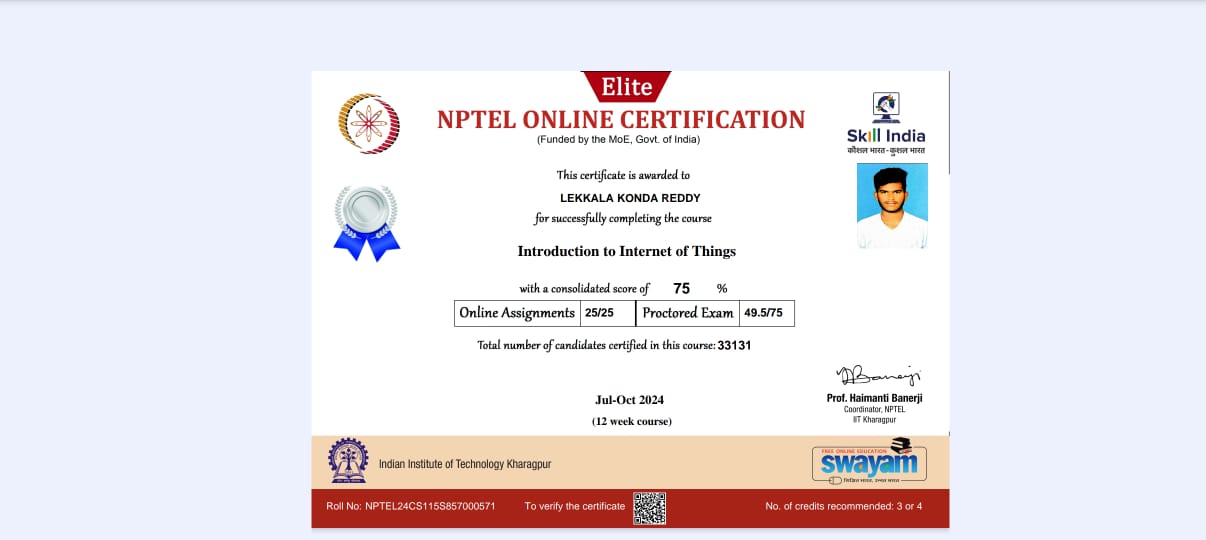 Elite
NPTEL ONLINE CERTIFICATION
(Funded by the MoE, Govt. of India)
Skill India
कौशल भारत-कुशल भारत
This certificate is awarded to
LEKKALA KONDA REDDY
for successfully completing the course
Introduction to Internet of Things
with a consolidated score of 75 %
Online Assignments 25/25 Proctored Exam 49.5/75
Total number of candidates certified in this course: 33131
Prof. Haimanti Banerji
Coordinator, NPTEL
IIT Kharagpur
Jul-Oct 2024
(12 week course)
Indian Institute of Technology Kharagpur
FREE ONLINE EDUCATION
swayam
शिक्षित भारत, उन्नत भारत
Roll No: NPTEL24CS115S857000571 To verify the certificate No. of credits recommended: 3 or 4